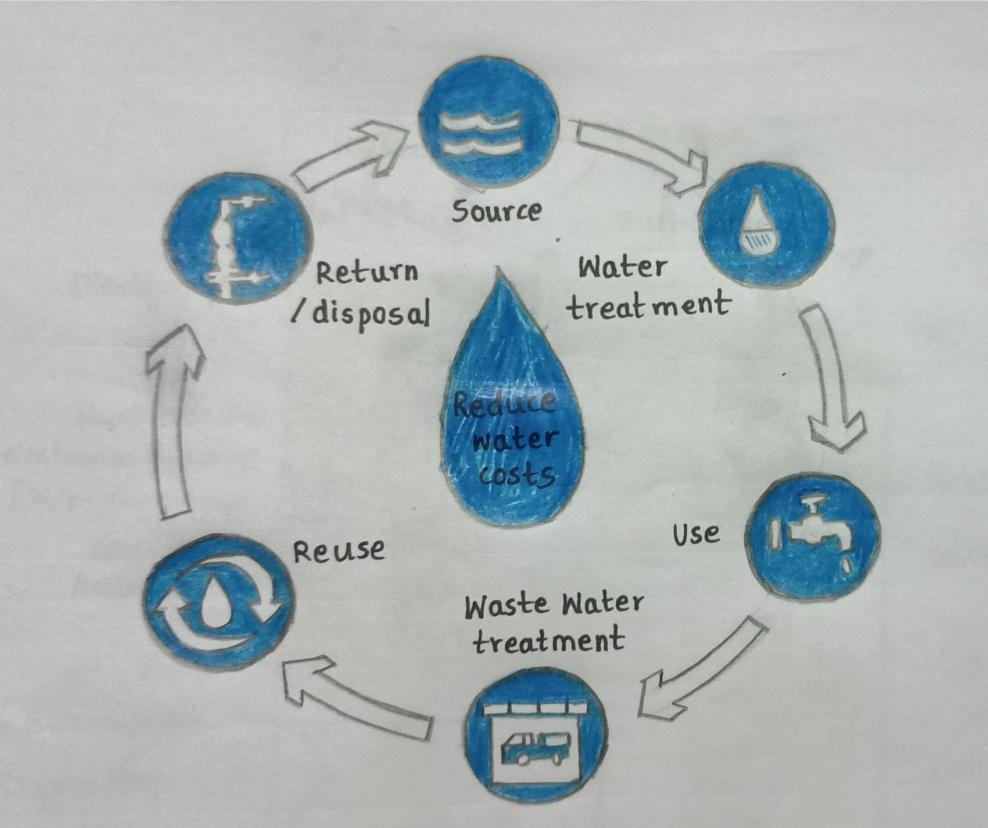 Source
Water
treatment
Return
/disposal
Reduce
water
costs
Use
Reuse
Waste Water
treatment